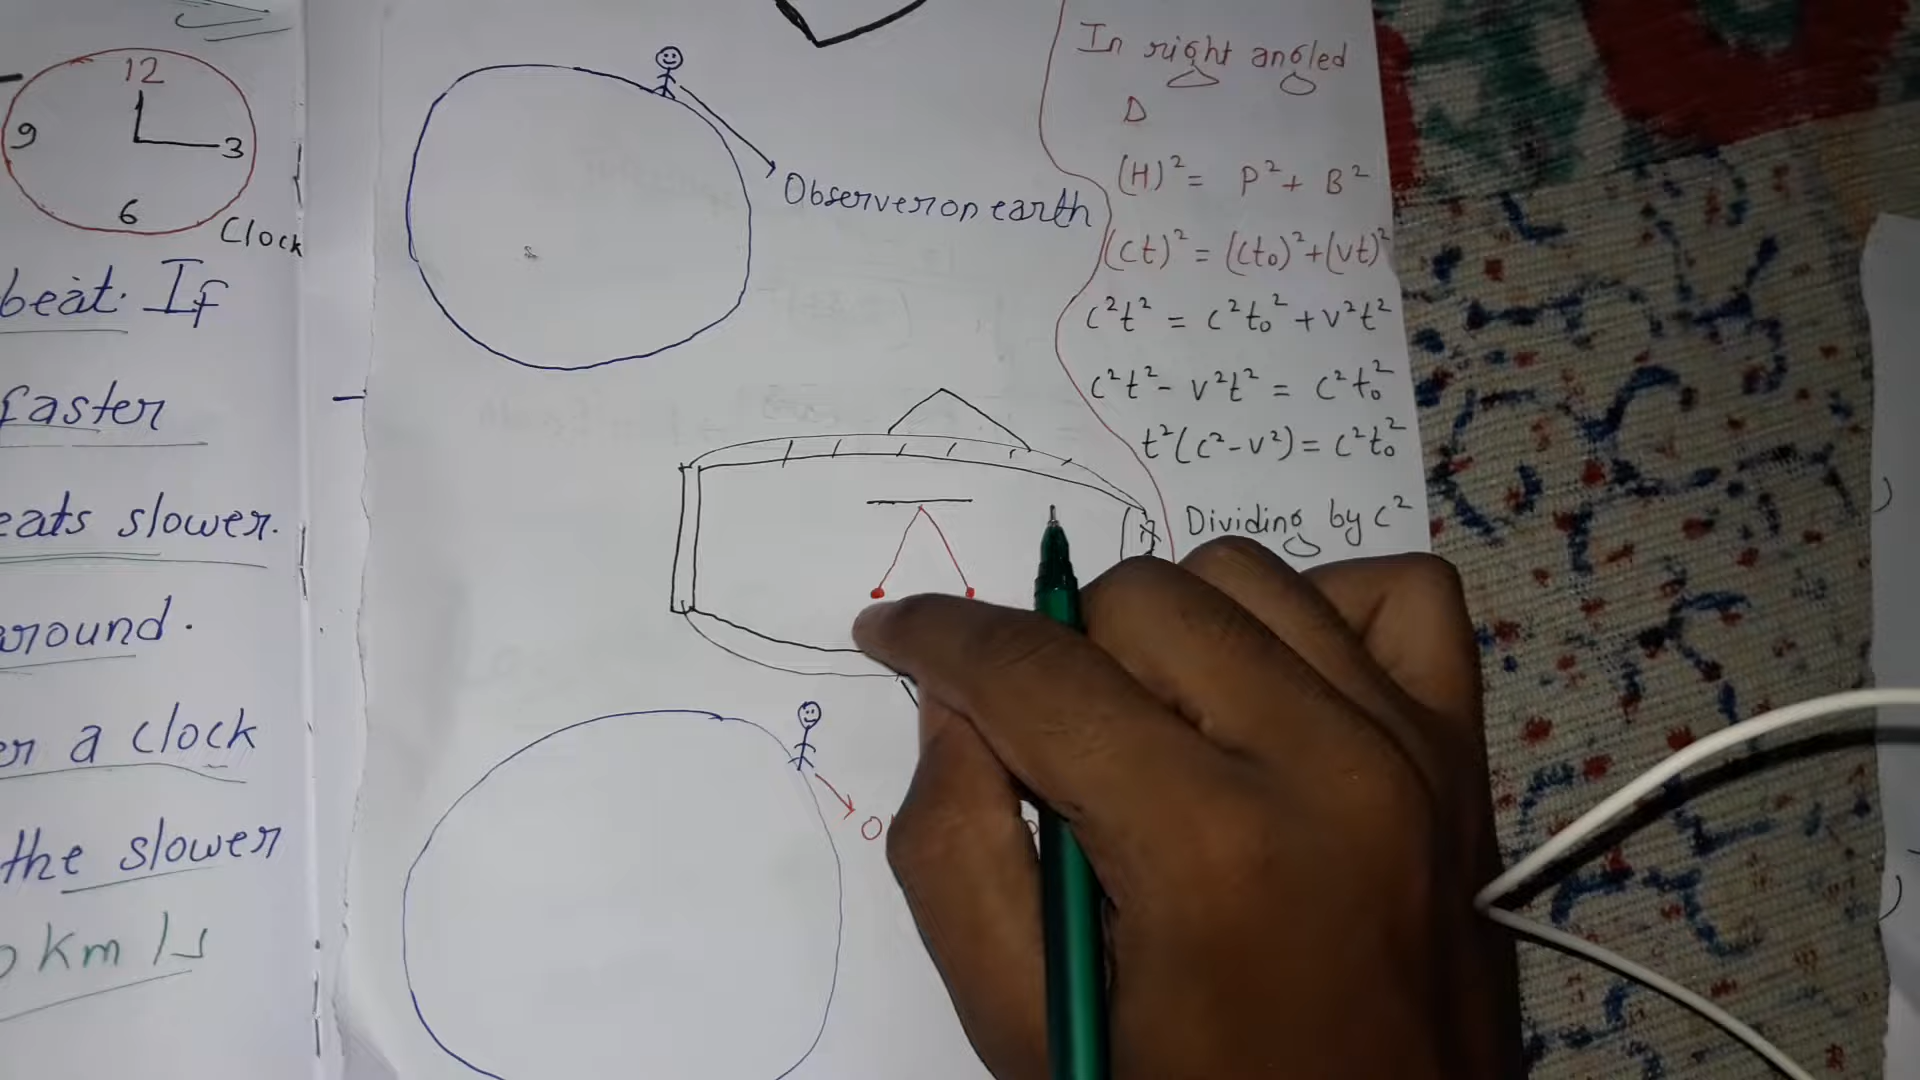 12
9
3
6
Clock
beat. If
faster
eats slower.
around.
er a clock
the slower
km/s
Observer on earth
In right angled
(H)² = P² + B²
(ct)² = (ct₀)² + (vt)²
c²t² = c²t₀² + v²t²
c²t² - v²t² = c²t₀²
t²(c² - v²) = c²t₀²
Dividing by c²